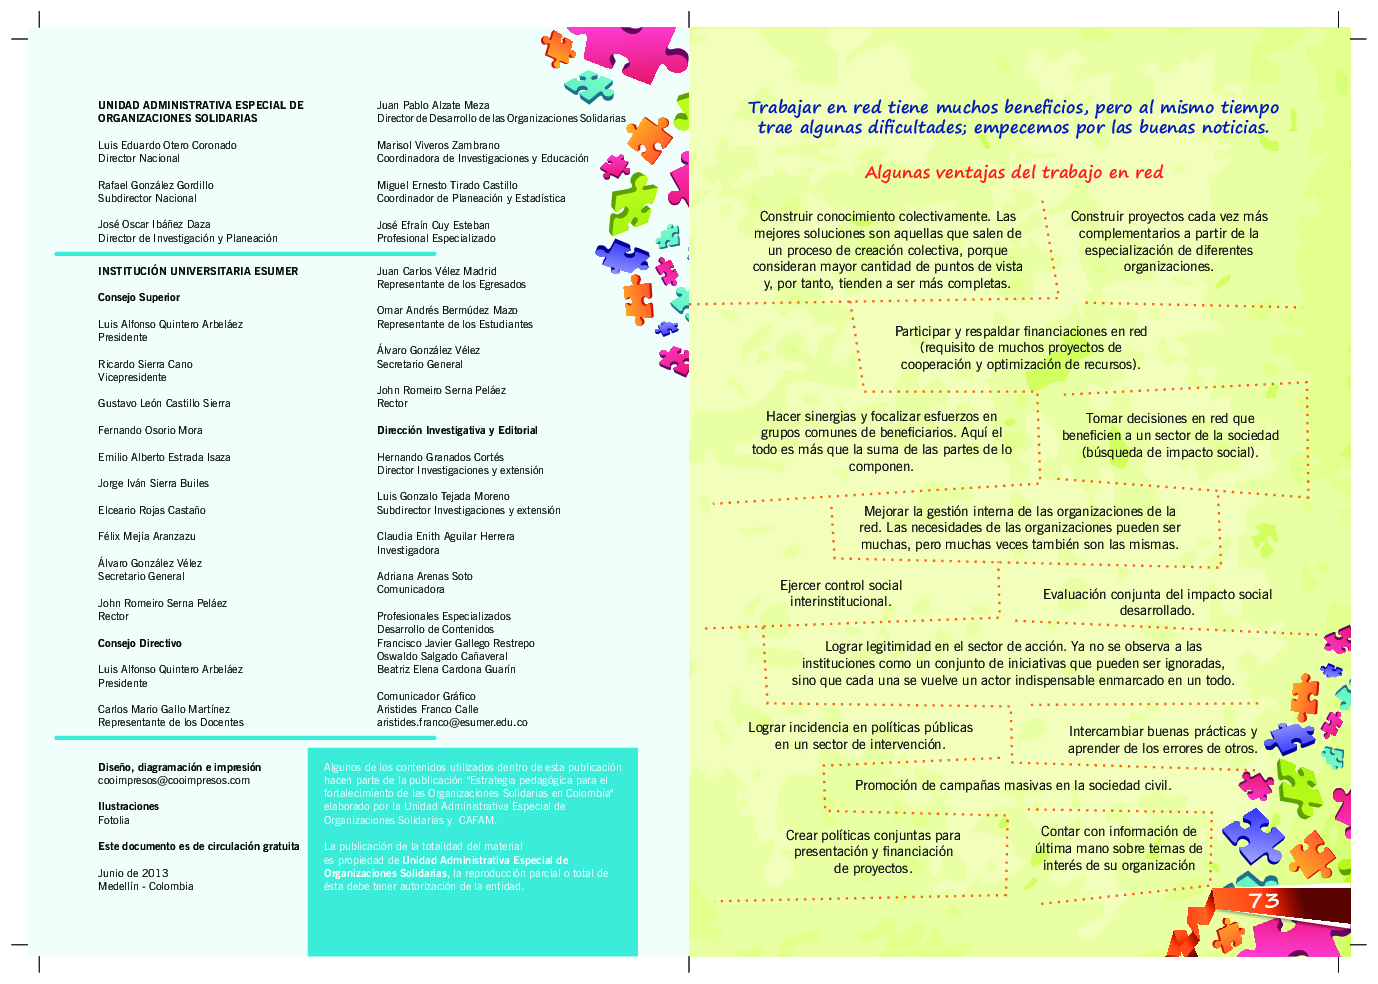 UNIDAD ADMINISTRATIVA ESPECIAL DE
ORGANIZACIONES SOLIDARIAS
Luis Eduardo Otero Coronado
Director Nacional
Rafael González Gordillo
Subdirector Nacional
José Oscar Ibáñez Daza
Director de Investigación y Planeación
Juan Pablo Alzate Meza
Director de Desarrollo de las Organizaciones Solidarias
Marisol Viveros Zambrano
Coordinadora de Investigaciones y Educación
Miguel Ernesto Tirado Castillo
Coordinador de Planeación y Estadística
José Efraín Cuy Esteban
Profesional Especializado
INSTITUCIÓN UNIVERSITARIA ESUMER
Consejo Superior
Luis Alfonso Quintero Arbeláez
Presidente
Ricardo Sierra Cano
Vicepresidente
Gustavo León Castillo Sierra
Fernando Osorio Mora
Emilio Alberto Estrada Isaza
Jorge Iván Sierra Builes
Elceario Rojas Castaño
Félix Mejía Aranzazu
Álvaro González Vélez
Secretario General
John Romeiro Serna Peláez
Rector
Consejo Directivo
Luis Alfonso Quintero Arbeláez
Presidente
Carlos Mario Gallo Martínez
Representante de los Docentes
Juan Carlos Vélez Madrid
Representante de los Egresados
Omar Andrés Bermúdez Mazo
Representante de los Estudiantes
Álvaro González Vélez
Secretario General
John Romeiro Serna Peláez
Rector
Dirección Investigativa y Editorial
Hernando Granados Cortés
Director Investigaciones y extensión
Luis Gonzalo Tejada Moreno
Subdirector Investigaciones y extensión
Claudia Enith Aguilar Herrera
Investigadora
Adriana Arenas Soto
Comunicadora
Profesionales Especializados
Desarrollo de Contenidos
Francisco Javier Gallego Restrepo
Oswaldo Salgado Cañaveral
Beatriz Elena Cardona Guarín
Comunicador Gráfico
Aristides Franco Calle
aristides.franco@esumer.edu.co
Diseño, diagramación e impresión
cooimpresos@cooimpresos.com
Ilustraciones
Fotolia
Este documento es de circulación gratuita
Junio de 2013
Medellín - Colombia
Algunos de los contenidos utilizados dentro de esta publicación
hacen parte de la publicación "Estrategia pedagógica para el
fortalecimiento de las Organizaciones Solidarias en Colombia"
elaborado por la Unidad Administrativa Especial de
Organizaciones Solidarias y CAFAM.
La publicación de la totalidad del material
es propiedad de Unidad Administrativa Especial de
Organizaciones Solidarias, la reproducción parcial o total de
ésta debe tener autorización de la entidad.
Trabajar en red tiene muchos beneficios, pero al mismo tiempo
trae algunas dificultades; empecemos por las buenas noticias.
Algunas ventajas del trabajo en red
Construir conocimiento colectivamente. Las
mejores soluciones son aquellas que salen de
un proceso de creación colectiva, porque
consideran mayor cantidad de puntos de vista
y, por tanto, tienden a ser más completas.
Construir proyectos cada vez más
complementarios a partir de la
especialización de diferentes
organizaciones.
Participar y respaldar financiaciones en red
(requisito de muchos proyectos de
cooperación y optimización de recursos).
Hacer sinergias y focalizar esfuerzos en
grupos comunes de beneficiarios. Aquí el
todo es más que la suma de las partes de lo
componen.
Tomar decisiones en red que
beneficien a un sector de la sociedad
(búsqueda de impacto social).
Mejorar la gestión interna de las organizaciones de la
red. Las necesidades de las organizaciones pueden ser
muchas, pero muchas veces también son las mismas.
Ejercer control social
interinstitucional.
Evaluación conjunta del impacto social
desarrollado.
Lograr legitimidad en el sector de acción. Ya no se observa a las
instituciones como un conjunto de iniciativas que pueden ser ignoradas,
sino que cada una se vuelve un actor indispensable enmarcado en un todo.
Lograr incidencia en políticas públicas
en un sector de intervención.
Intercambiar buenas prácticas y
aprender de los errores de otros.
Promoción de campañas masivas en la sociedad civil.
Crear políticas conjuntas para
presentación y financiación
de proyectos.
Contar con información de
última mano sobre temas de
interés de su organización
73